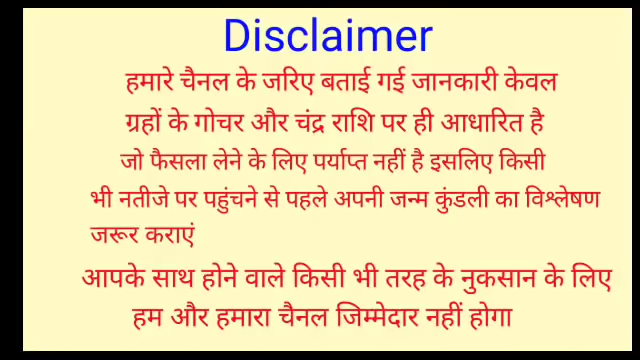 Disclaimer
हमारे चैनल के जरिए बताई गई जानकारी केवल
ग्रहों के गोचर और चंद्र राशि पर ही आधारित है
जो फैसला लेने के लिए पर्याप्त नहीं है इसलिए किसी
भी नतीजे पर पहुंचने से पहले अपनी जन्म कुंडली का विश्लेषण
जरूर कराएं
आपके साथ होने वाले किसी भी तरह के नुकसान के लिए
हम और हमारा चैनल जिम्मेदार नहीं होगा